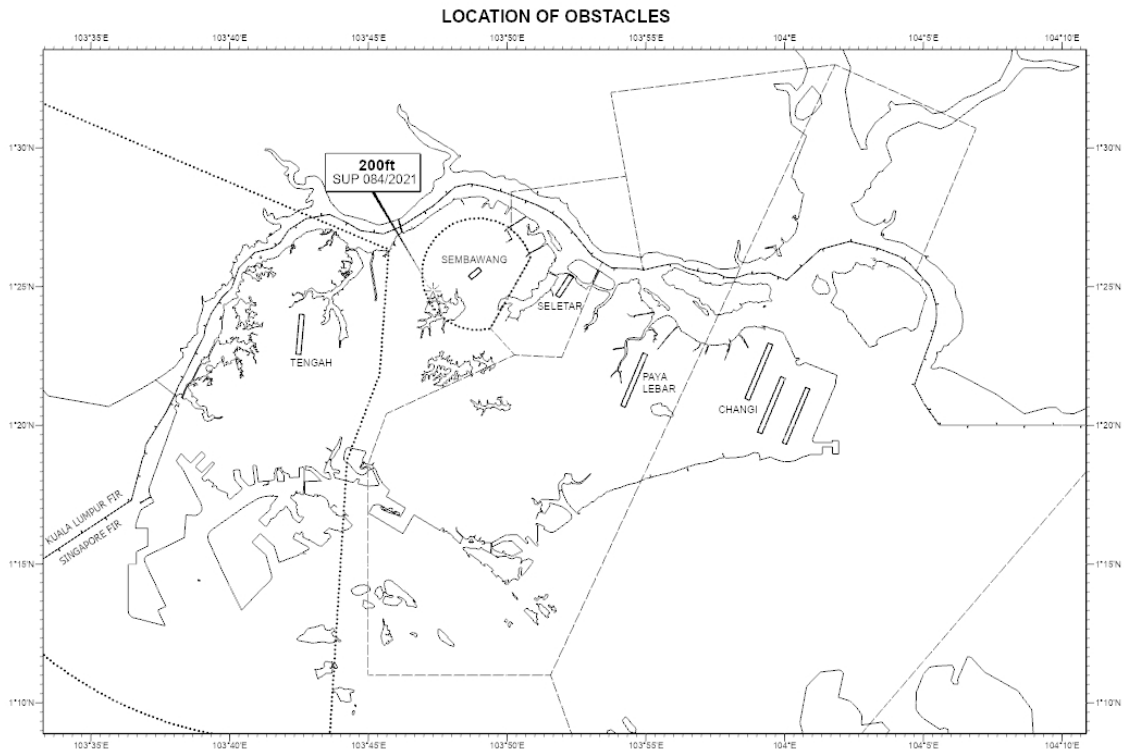 LOCATION OF OBSTACLES
103°35'E 103°40'E 103°45'E 103°50'E 103°55'E 104°E 104°5'E 104°10'E
1°30'N 1°30'N
200ft
SUP 084/2021
SEMBAWANG
1°25'N 1°25'N
SELETAR
TENGAH
PAYA
LEBAR
CHANGI
1°20'N 1°20'N
KUALA LUMPUR FIR
SINGAPORE FIR
1°15'N 1°15'N
1°10'N 1°10'N
103°35'E 103°40'E 103°45'E 103°50'E 103°55'E 104°E 104°5'E 104°10'E